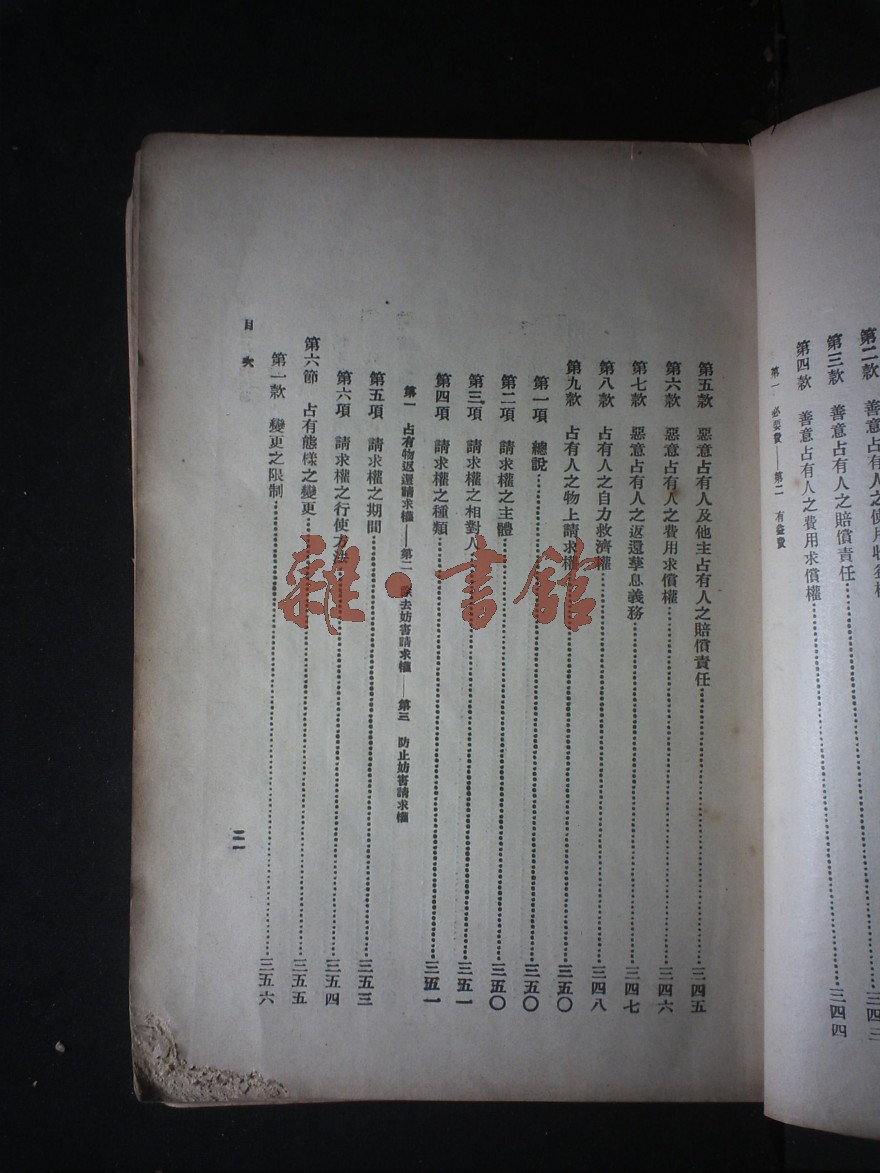 第二款　善意占有人之使用收益權……三四三
第三款　善意占有人之賠償責任……
第四款　善意占有人之費用求償權……三四四
第一　必要費——第二　有益費
第五款　惡意占有人及他主占有人之賠償責任……三四五
第六款　惡意占有人之費用求償權……三四六
第七款　惡意占有人之返還孳息義務……三四七
第八款　占有人之自力救濟權……三四八
第九款　占有人之物上請求權……三五〇
第一項　總說……三五〇
第二項　請求權之主體……三五〇
第三項　請求權之相對人……三五一
第四項　請求權之種類……三五一
第一　占有物返還請求權——第二　除去妨害請求權——第三　防止妨害請求權
第五項　請求權之期間……三五三
第六項　請求權之行使方法……三五四
第六節　占有態樣之變更……三五五
第一款　變更之限制……三五六
目次
二一
雜·書館